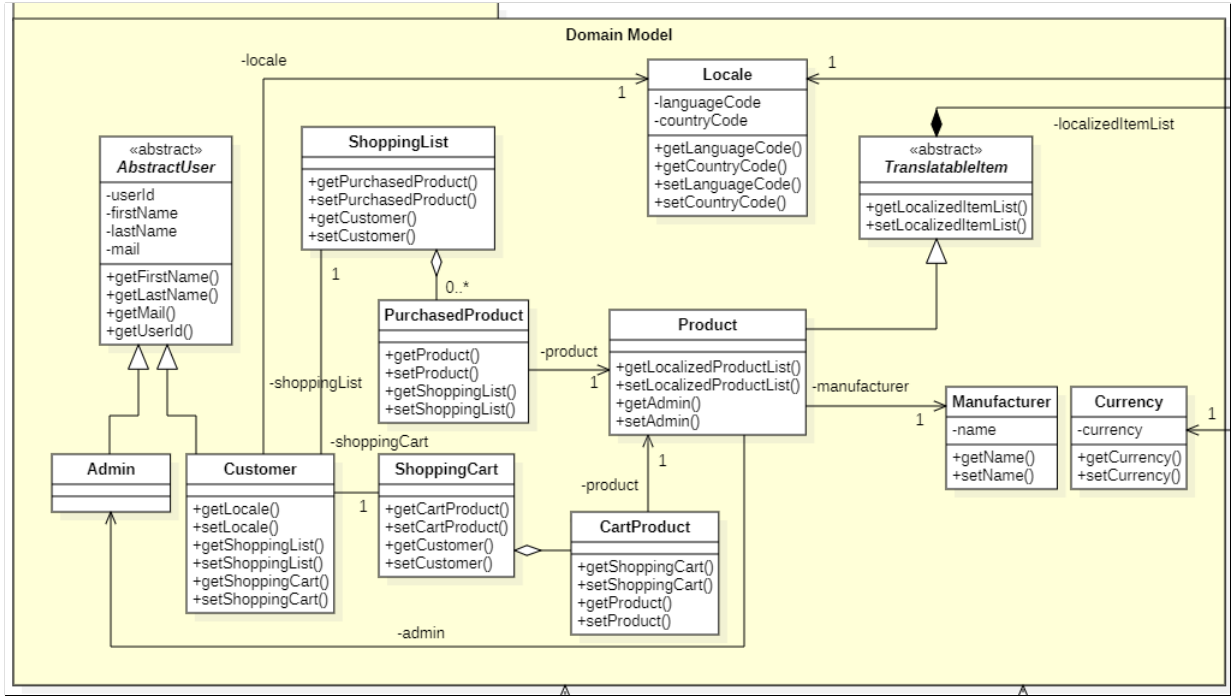 Domain Model
-locale
1
1
Locale
-languageCode
-countryCode
+getLanguageCode()
+getCountryCode()
+setLanguageCode()
+setCountryCode()
-localizedItemList
«abstract»
TranslatableItem
+getLocalizedItemList()
+setLocalizedItemList()
«abstract»
AbstractUser
-userId
-firstName
-lastName
-mail
+getFirstName()
+getLastName()
+getMail()
+getUserId()
ShoppingList
+getPurchasedProduct()
+setPurchasedProduct()
+getCustomer()
+setCustomer()
1
0..*
PurchasedProduct
+getProduct()
+setProduct()
+getShoppingList()
+setShoppingList()
-product
1
Product
+getLocalizedProductList()
+setLocalizedProductList()
+getAdmin()
+setAdmin()
-manufacturer
1
Manufacturer
-name
+getName()
+setName()
Currency
-currency
+getCurrency()
+setCurrency()
1
-shoppingList
-shoppingCart
Admin
Customer
+getLocale()
+setLocale()
+getShoppingList()
+setShoppingList()
+getShoppingCart()
+setShoppingCart()
1
ShoppingCart
+getCartProduct()
+setCartProduct()
+getCustomer()
+setCustomer()
1
-product
CartProduct
+getShoppingCart()
+setShoppingCart()
+getProduct()
+setProduct()
-admin